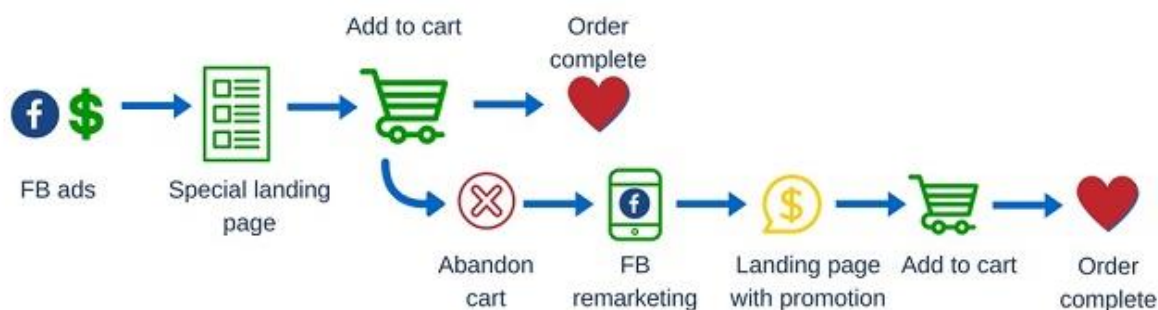 Add to cart
Order
complete
FB ads
Special landing
page
Abandon
cart
FB
remarketing
Landing page
with promotion
Add to cart
Order
complete